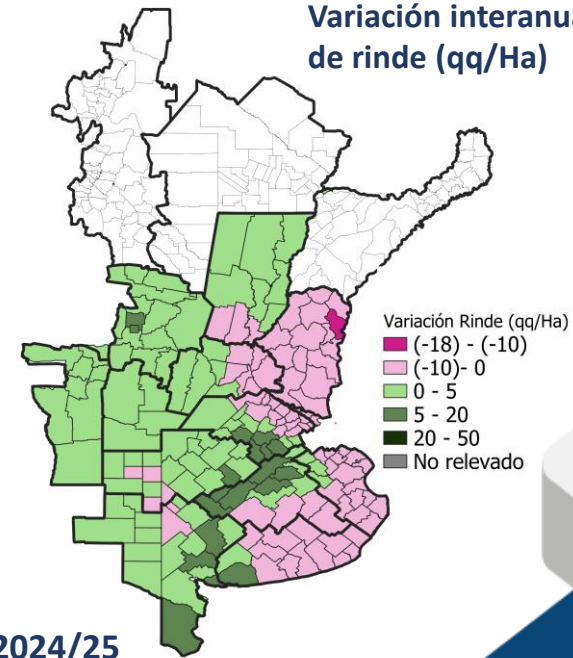 Variación interanua
de rinde (qq/Ha)
Variación Rinde (qq/Ha)
(-18) - (-10)
(-10)- 0
0 - 5
5 - 20
20 - 50
No relevado
2024/25